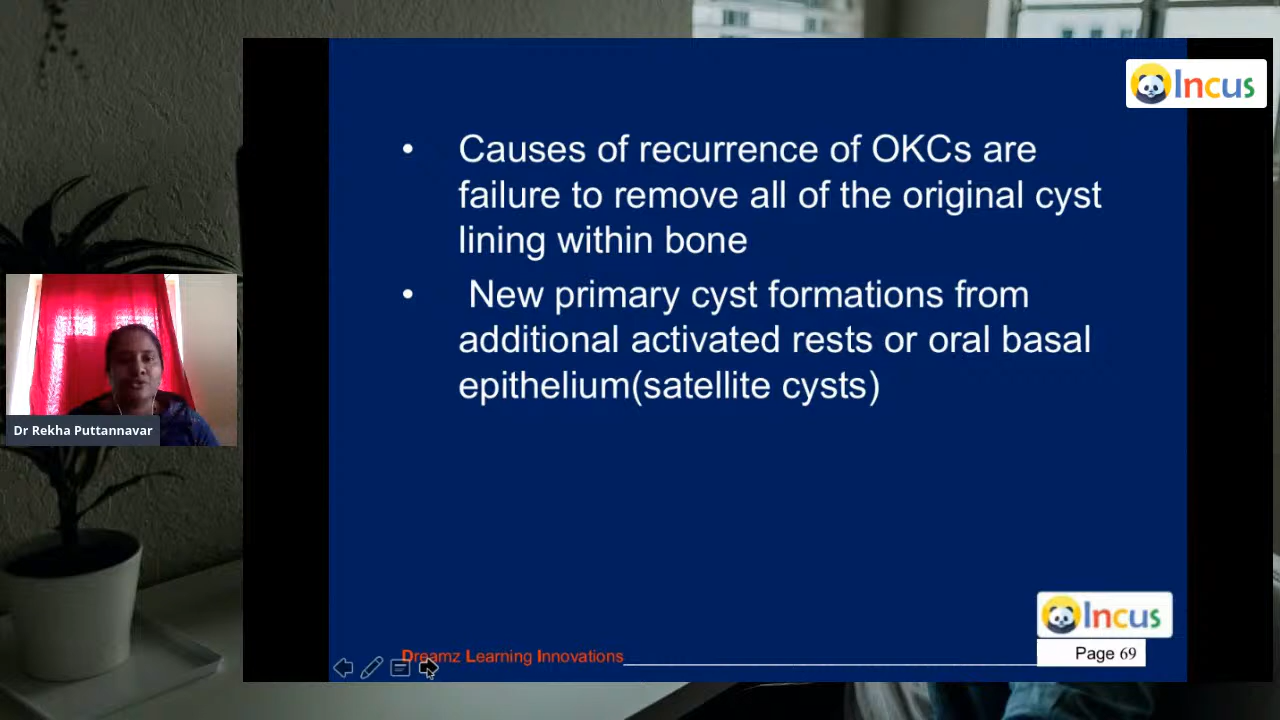 Incus
• Causes of recurrence of OKCs are
failure to remove all of the original cyst
lining within bone
• New primary cyst formations from
additional activated rests or oral basal
epithelium(satellite cysts)
Dr Rekha Puttannavar
Incus
Dreamz Learning Innovations
Page 69